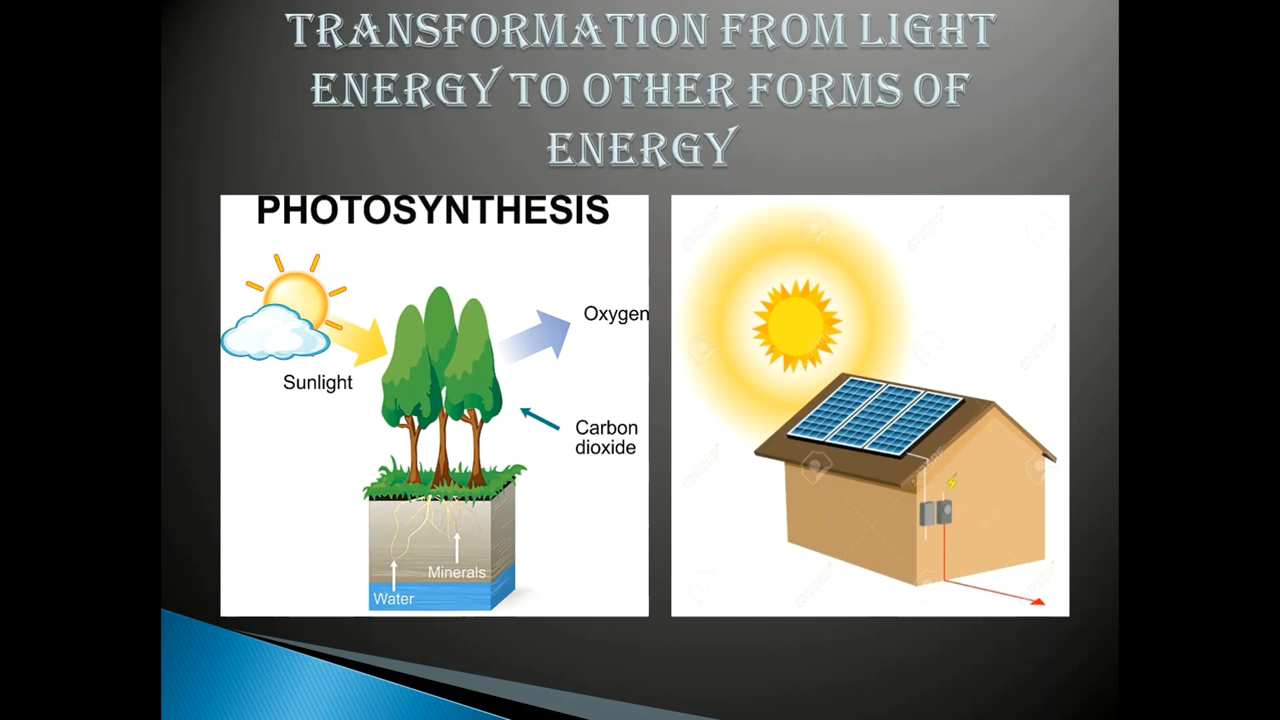 TRANSFORMATION FROM LIGHT
ENERGY TO OTHER FORMS OF
ENERGY
PHOTOSYNTHESIS
Sunlight
Oxygen
Carbon
dioxide
Minerals
Water